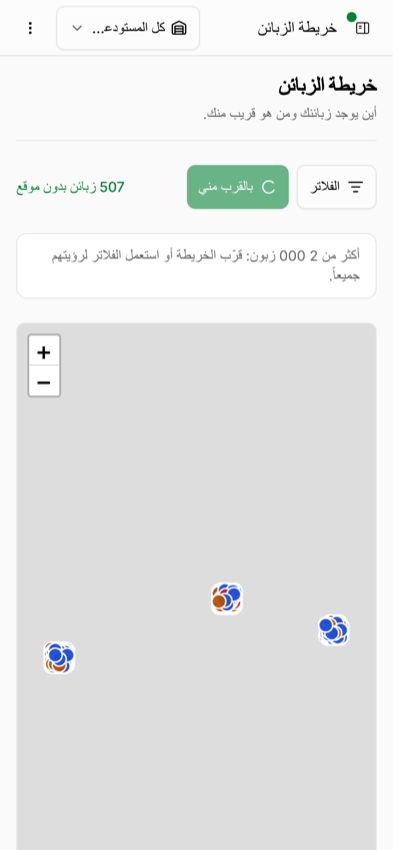 خريطة الزبائن
كل المستودعـ...
خريطة الزبائن
أين يوجد زبائنك ومن هو قريب منك.
الفلاتر
بالقرب مني
507 زبائن بدون موقع
أكثر من 2 000 زبون: قرّب الخريطة أو استعمل الفلاتر لرؤيتهم
جميعاً.
+
−